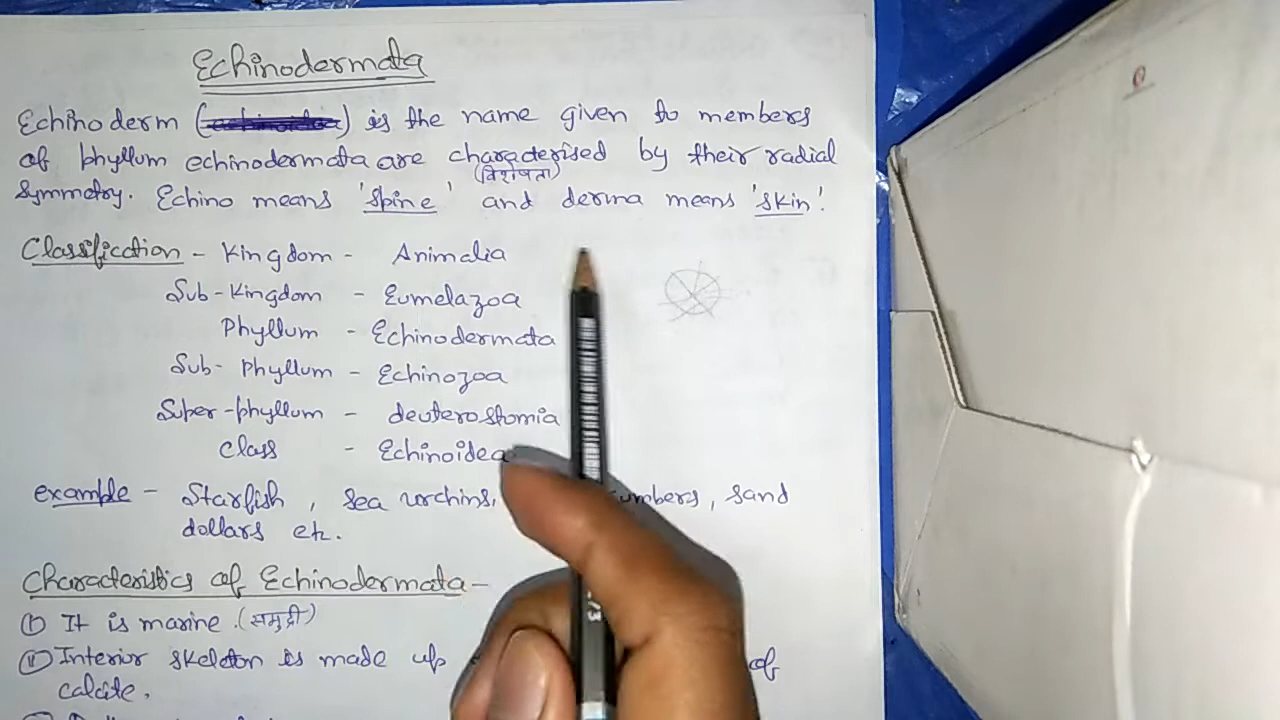 Echinodermata
Echinoderm () is the name given to members
of phyllum echinodermata are characterised by their radial
(विशेषता)
symmetry. Echino means 'spine' and derma means 'skin'.
Classification - Kingdom - Animalia
Sub-Kingdom - Eumelazoa
Phyllum - Echinodermata
Sub-Phyllum - Echinozoa
Super-phyllum - deuterostomia
Class - Echinoidea
example - Starfish, sea urchins, sand
dollars etc.
Characteristics of Echinodermata -
(I) It is marine. (समुद्री)
(II) Interior skeleton is made up of
calcite.